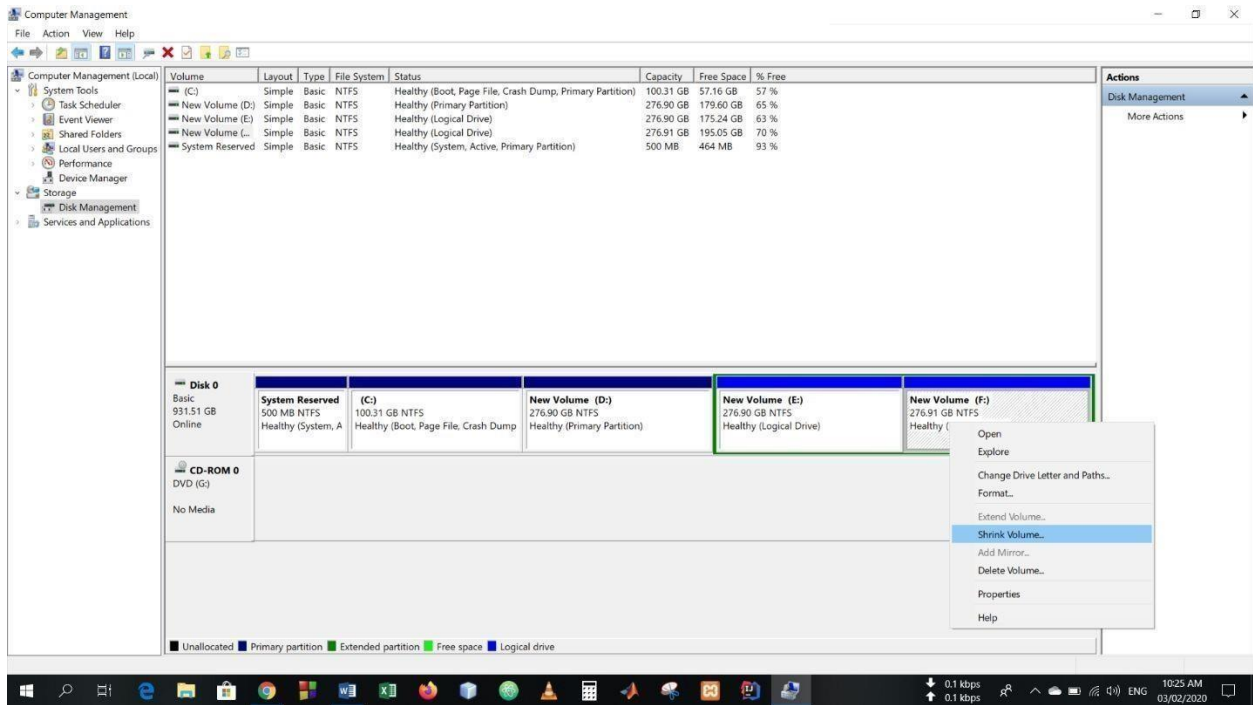 Computer Management
File Action View Help
Computer Management (Local)
System Tools
Task Scheduler
Event Viewer
Shared Folders
Local Users and Groups
Performance
Device Manager
Storage
Disk Management
Services and Applications
Volume Layout Type File System Status Capacity Free Space % Free
(C:) Simple Basic NTFS Healthy (Boot, Page File, Crash Dump, Primary Partition) 100.31 GB 57.16 GB 57 %
New Volume (D:) Simple Basic NTFS Healthy (Primary Partition) 276.90 GB 179.60 GB 65 %
New Volume (E:) Simple Basic NTFS Healthy (Logical Drive) 276.90 GB 175.24 GB 63 %
New Volume (... Simple Basic NTFS Healthy (Logical Drive) 276.91 GB 195.05 GB 70 %
System Reserved Simple Basic NTFS Healthy (System, Active, Primary Partition) 500 MB 464 MB 93 %
Actions
Disk Management
More Actions
Disk 0
Basic
931.51 GB
Online
System Reserved
500 MB NTFS
Healthy (System, A
(C:)
100.31 GB NTFS
Healthy (Boot, Page File, Crash Dump
New Volume (D:)
276.90 GB NTFS
Healthy (Primary Partition)
New Volume (E:)
276.90 GB NTFS
Healthy (Logical Drive)
New Volume (F:)
276.91 GB NTFS
Healthy (
CD-ROM 0
DVD (G:)
No Media
Open
Explore
Change Drive Letter and Paths...
Format...
Extend Volume...
Shrink Volume...
Add Mirror...
Delete Volume...
Properties
Help
Unallocated Primary partition Extended partition Free space Logical drive
0.1 kbps
0.1 kbps
ENG
10:25 AM
03/02/2020